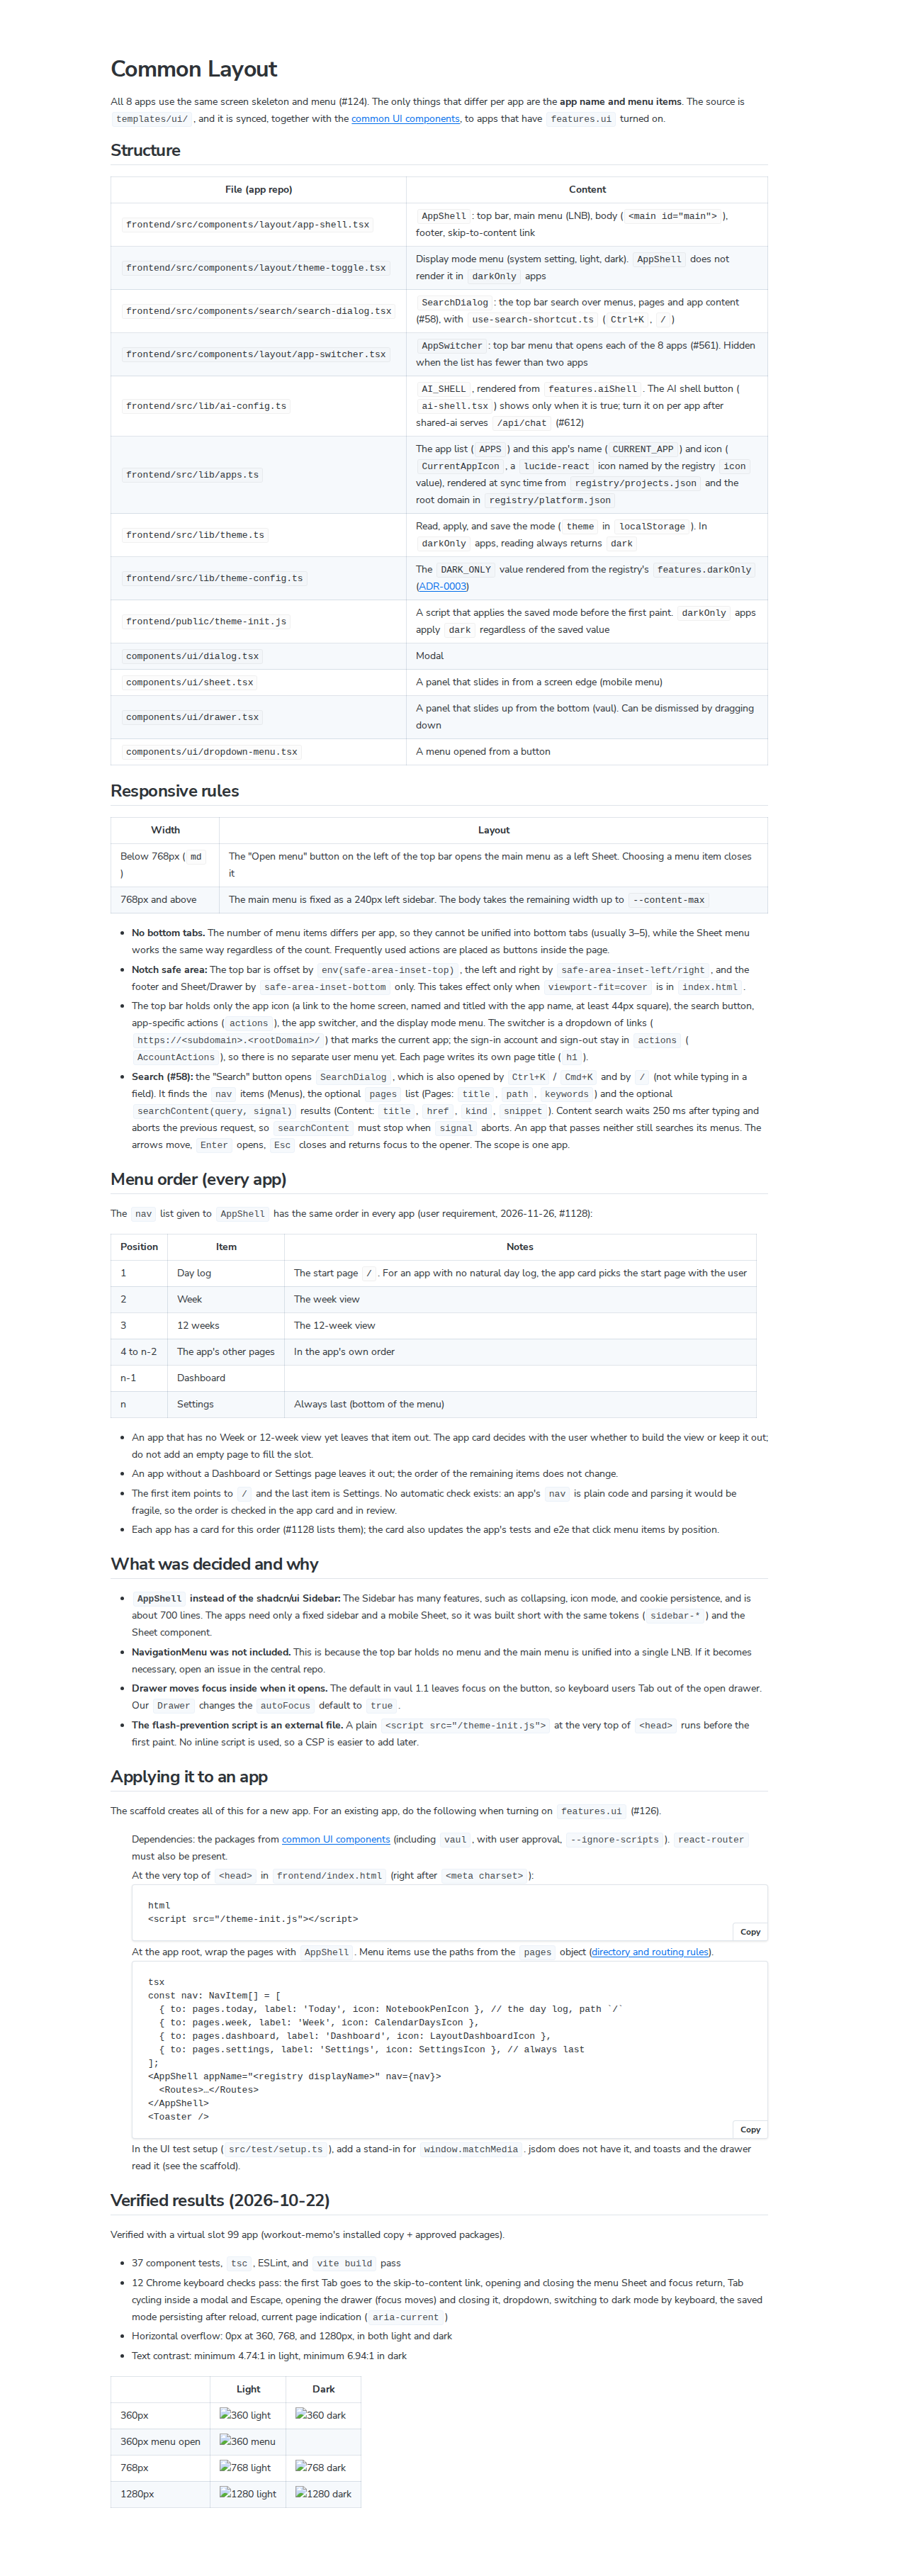 Common Layout
All 8 apps use the same screen skeleton and menu (#124). The only things that differ per app are the app name and menu items. The source is
templates/ui/ , and it is synced, together with the common UI components, to apps that have features.ui turned on.
Structure
File (app repo) Content
frontend/src/components/layout/app-shell.tsx
AppShell : top bar, main menu (LNB), body ( <main id="main"> ),
footer, skip-to-content link
frontend/src/components/layout/theme-toggle.tsx
Display mode menu (system setting, light, dark). AppShell does not
render it in darkOnly apps
frontend/src/components/search/search-dialog.tsx
SearchDialog : the top bar search over menus, pages and app content
(#58), with use-search-shortcut.ts ( Ctrl+K , / )
frontend/src/components/layout/app-switcher.tsx
AppSwitcher : top bar menu that opens each of the 8 apps (#561). Hidden
when the list has fewer than two apps
frontend/src/lib/ai-config.ts
AI_SHELL , rendered from features.aiShell . The AI shell button (
ai-shell.tsx ) shows only when it is true; turn it on per app after
shared-ai serves /api/chat (#612)
frontend/src/lib/apps.ts
The app list ( APPS ) and this app's name ( CURRENT_APP ) and icon (
CurrentAppIcon , a lucide-react icon named by the registry icon
value), rendered at sync time from registry/projects.json and the
root domain in registry/platform.json
frontend/src/lib/theme.ts
Read, apply, and save the mode ( theme in localStorage ). In
darkOnly apps, reading always returns dark
frontend/src/lib/theme-config.ts
The DARK_ONLY value rendered from the registry's features.darkOnly
(ADR-0003)
frontend/public/theme-init.js
A script that applies the saved mode before the first paint. darkOnly apps
apply dark regardless of the saved value
components/ui/dialog.tsx Modal
components/ui/sheet.tsx A panel that slides in from a screen edge (mobile menu)
components/ui/drawer.tsx
A panel that slides up from the bottom (vaul). Can be dismissed by dragging
down
components/ui/dropdown-menu.tsx A menu opened from a button
Responsive rules
Width Layout
Below 768px ( md
)
The "Open menu" button on the left of the top bar opens the main menu as a left Sheet. Choosing a menu item closes
it
768px and above The main menu is fixed as a 240px left sidebar. The body takes the remaining width up to --content-max
• No bottom tabs. The number of menu items differs per app, so they cannot be unified into bottom tabs (usually 3–5), while the Sheet menu
works the same way regardless of the count. Frequently used actions are placed as buttons inside the page.
• Notch safe area: The top bar is offset by env(safe-area-inset-top) , the left and right by safe-area-inset-left/right , and the
footer and Sheet/Drawer by safe-area-inset-bottom only. This takes effect only when viewport-fit=cover is in index.html .
• The top bar holds only the app icon (a link to the home screen, named and titled with the app name, at least 44px square), the search button,
app-specific actions ( actions ), the app switcher, and the display mode menu. The switcher is a dropdown of links (
https://<subdomain>.<rootDomain>/ ) that marks the current app; the sign-in account and sign-out stay in actions (
AccountActions ), so there is no separate user menu yet. Each page writes its own page title ( h1 ).
• Search (#58): the "Search" button opens SearchDialog , which is also opened by Ctrl+K / Cmd+K and by / (not while typing in a
field). It finds the nav items (Menus), the optional pages list (Pages: title , path , keywords ) and the optional
searchContent(query, signal) results (Content: title , href , kind , snippet ). Content search waits 250 ms after typing and
aborts the previous request, so searchContent must stop when signal aborts. An app that passes neither still searches its menus. The
arrows move, Enter opens, Esc closes and returns focus to the opener. The scope is one app.
Menu order (every app)
The nav list given to AppShell has the same order in every app (user requirement, 2026-11-26, #1128):
Position Item Notes
1 Day log The start page / . For an app with no natural day log, the app card picks the start page with the user
2 Week The week view
3 12 weeks The 12-week view
4 to n-2 The app's other pages In the app's own order
n-1 Dashboard
n Settings Always last (bottom of the menu)
• An app that has no Week or 12-week view yet leaves that item out. The app card decides with the user whether to build the view or keep it out;
do not add an empty page to fill the slot.
• An app without a Dashboard or Settings page leaves it out; the order of the remaining items does not change.
• The first item points to / and the last item is Settings. No automatic check exists: an app's nav is plain code and parsing it would be
fragile, so the order is checked in the app card and in review.
• Each app has a card for this order (#1128 lists them); the card also updates the app's tests and e2e that click menu items by position.
What was decided and why
• AppShell instead of the shadcn/ui Sidebar: The Sidebar has many features, such as collapsing, icon mode, and cookie persistence, and is
about 700 lines. The apps need only a fixed sidebar and a mobile Sheet, so it was built short with the same tokens ( sidebar-* ) and the
Sheet component.
• NavigationMenu was not included. This is because the top bar holds no menu and the main menu is unified into a single LNB. If it becomes
necessary, open an issue in the central repo.
• Drawer moves focus inside when it opens. The default in vaul 1.1 leaves focus on the button, so keyboard users Tab out of the open drawer.
Our Drawer changes the autoFocus default to true .
• The flash-prevention script is an external file. A plain <script src="/theme-init.js"> at the very top of <head> runs before the
first paint. No inline script is used, so a CSP is easier to add later.
Applying it to an app
The scaffold creates all of this for a new app. For an existing app, do the following when turning on features.ui (#126).
Dependencies: the packages from common UI components (including vaul , with user approval, --ignore-scripts ). react-router
must also be present.
At the very top of <head> in frontend/index.html (right after <meta charset> ):
html
<script src="/theme-init.js"></script>
Copy
At the app root, wrap the pages with AppShell . Menu items use the paths from the pages object (directory and routing rules).
tsx
const nav: NavItem[] = [
{ to: pages.today, label: 'Today', icon: NotebookPenIcon }, // the day log, path `/`
{ to: pages.week, label: 'Week', icon: CalendarDaysIcon },
{ to: pages.dashboard, label: 'Dashboard', icon: LayoutDashboardIcon },
{ to: pages.settings, label: 'Settings', icon: SettingsIcon }, // always last
];
<AppShell appName="<registry displayName>" nav={nav}>
<Routes>…</Routes>
</AppShell>
<Toaster />
Copy
In the UI test setup ( src/test/setup.ts ), add a stand-in for window.matchMedia . jsdom does not have it, and toasts and the drawer
read it (see the scaffold).
Verified results (2026-10-22)
Verified with a virtual slot 99 app (workout-memo's installed copy + approved packages).
• 37 component tests, tsc , ESLint, and vite build pass
• 12 Chrome keyboard checks pass: the first Tab goes to the skip-to-content link, opening and closing the menu Sheet and focus return, Tab
cycling inside a modal and Escape, opening the drawer (focus moves) and closing it, dropdown, switching to dark mode by keyboard, the saved
mode persisting after reload, current page indication ( aria-current )
• Horizontal overflow: 0px at 360, 768, and 1280px, in both light and dark
• Text contrast: minimum 4.74:1 in light, minimum 6.94:1 in dark
Light Dark
360px 360 light 360 dark
360px menu open 360 menu
768px 768 light 768 dark
1280px 1280 light 1280 dark